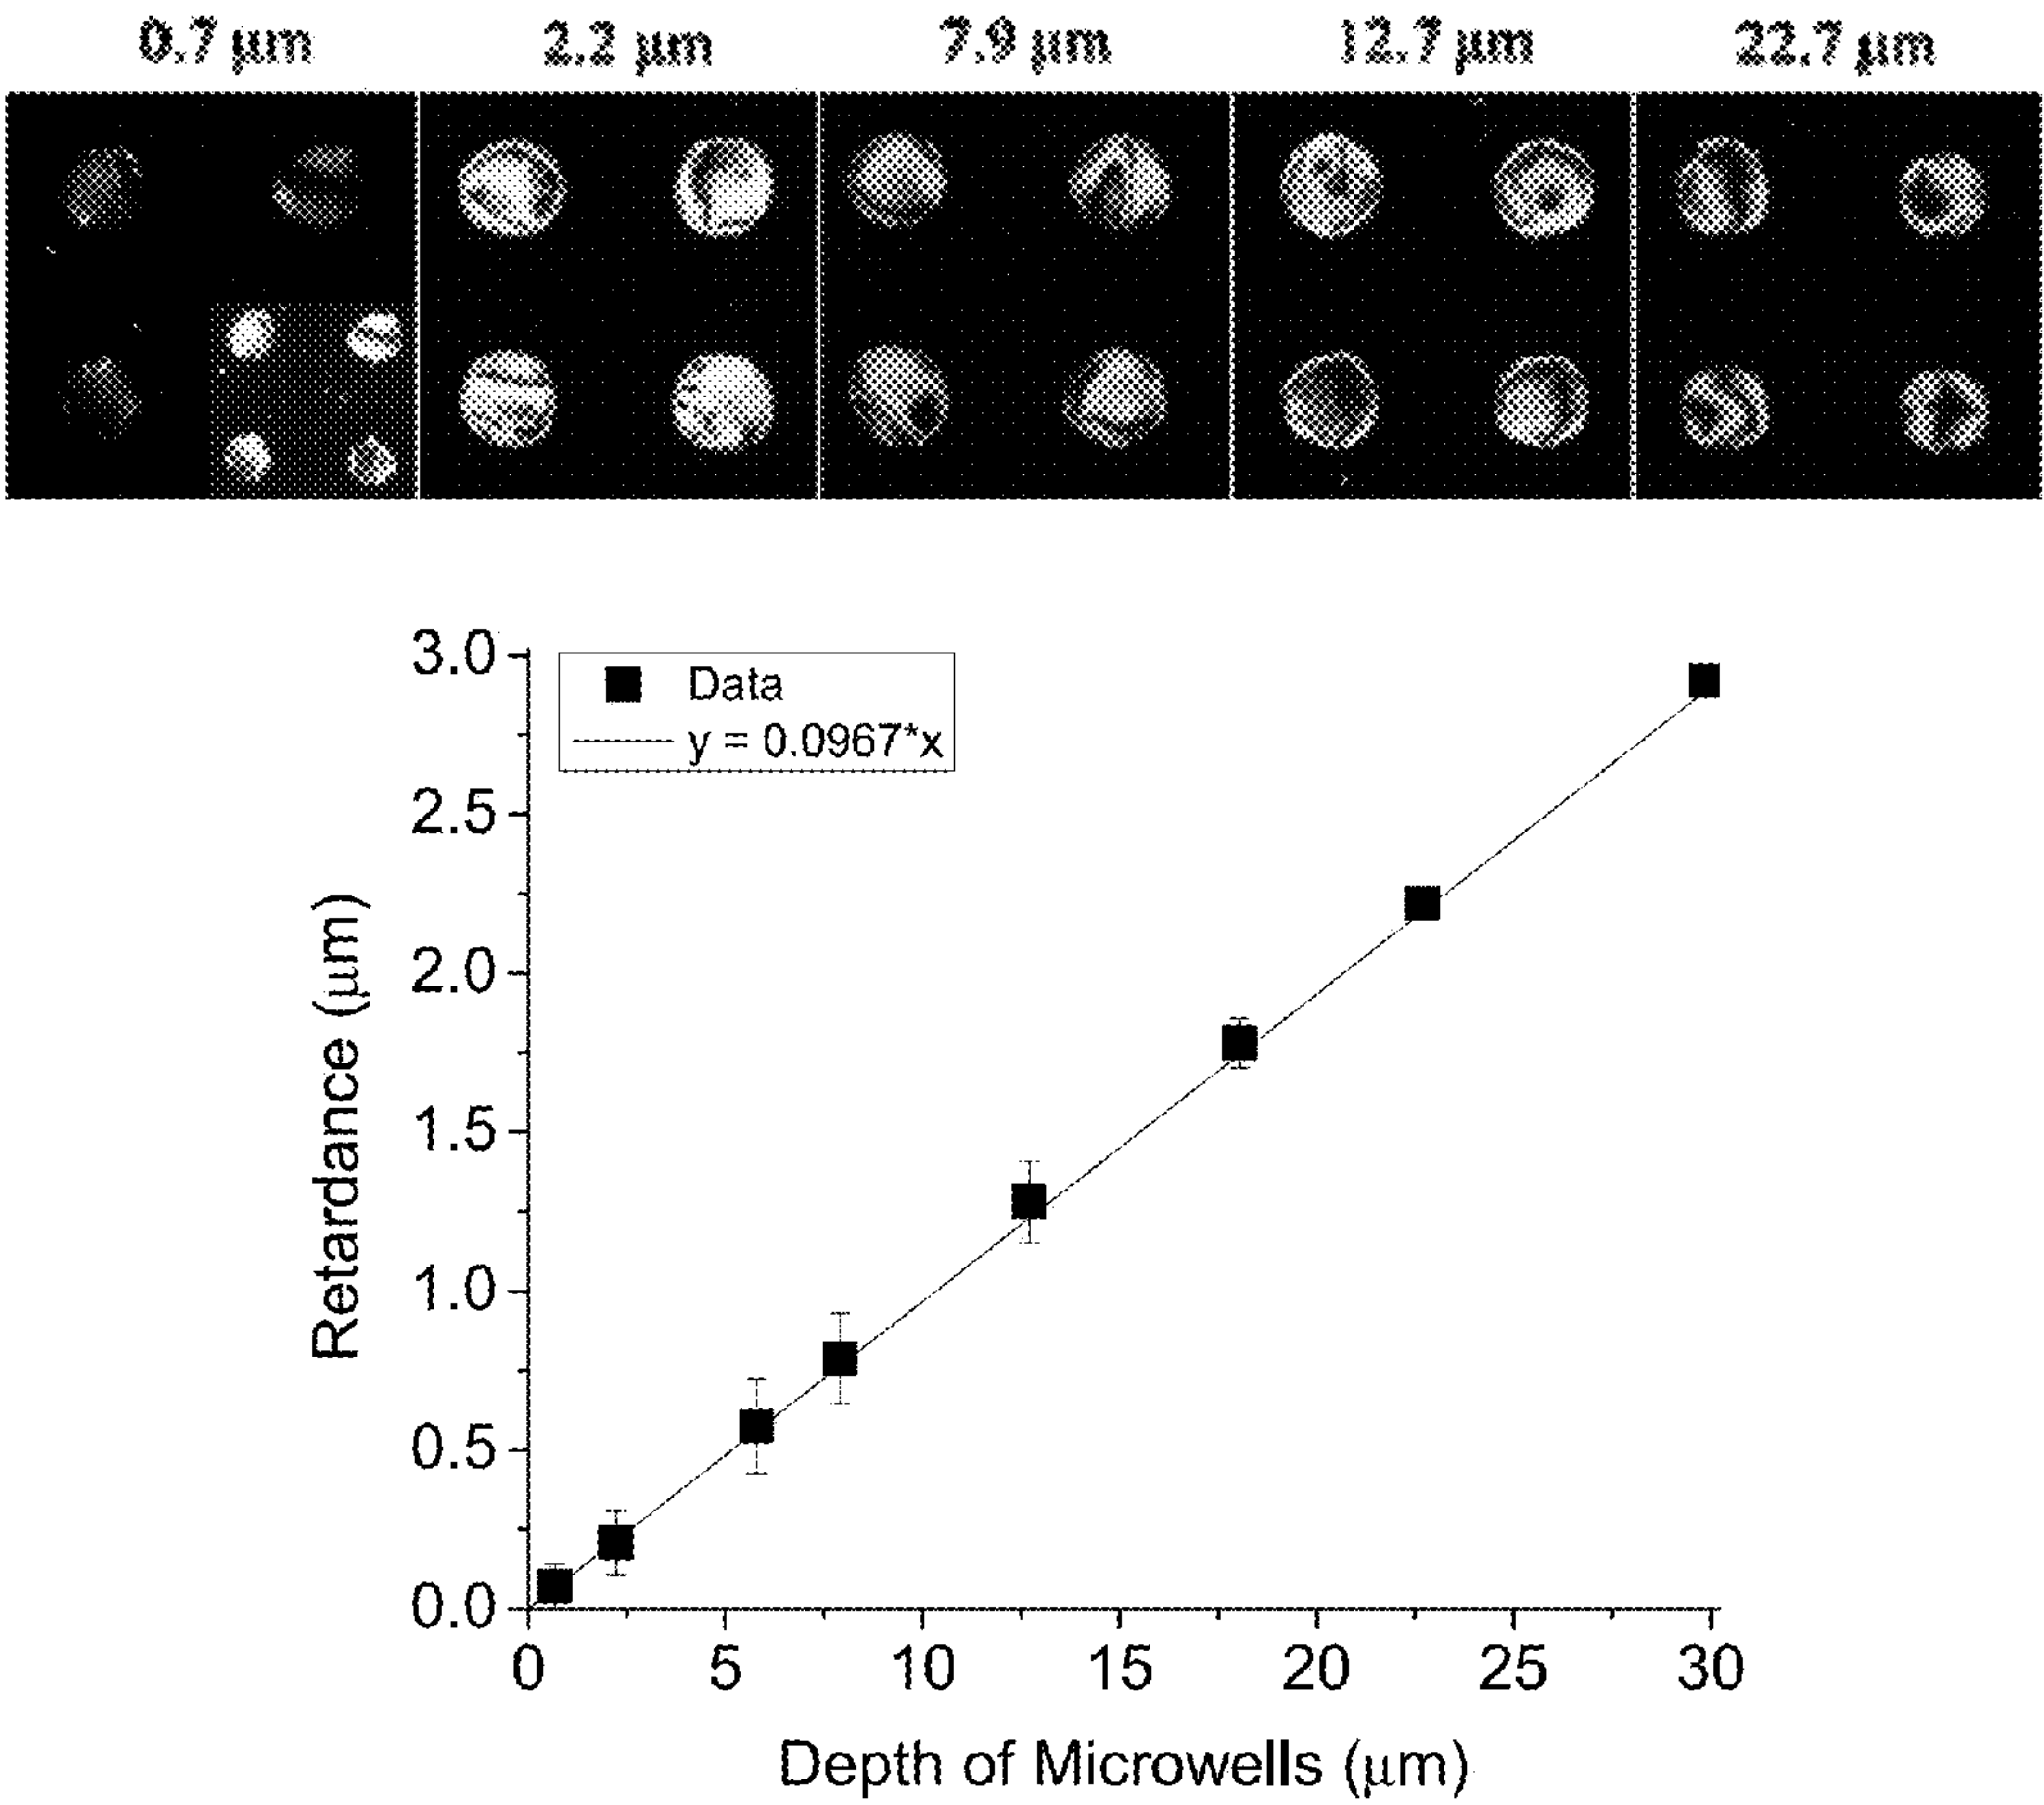 0.7 µm 2.2 µm 7.9 µm 12.7 µm 22.7 µm
3.0
2.5
2.0
1.5
1.0
0.5
0.0
Retardance (µm)
Data
y = 0.0967*x
0 5 10 15 20 25 30
Depth of Microwells (µm)